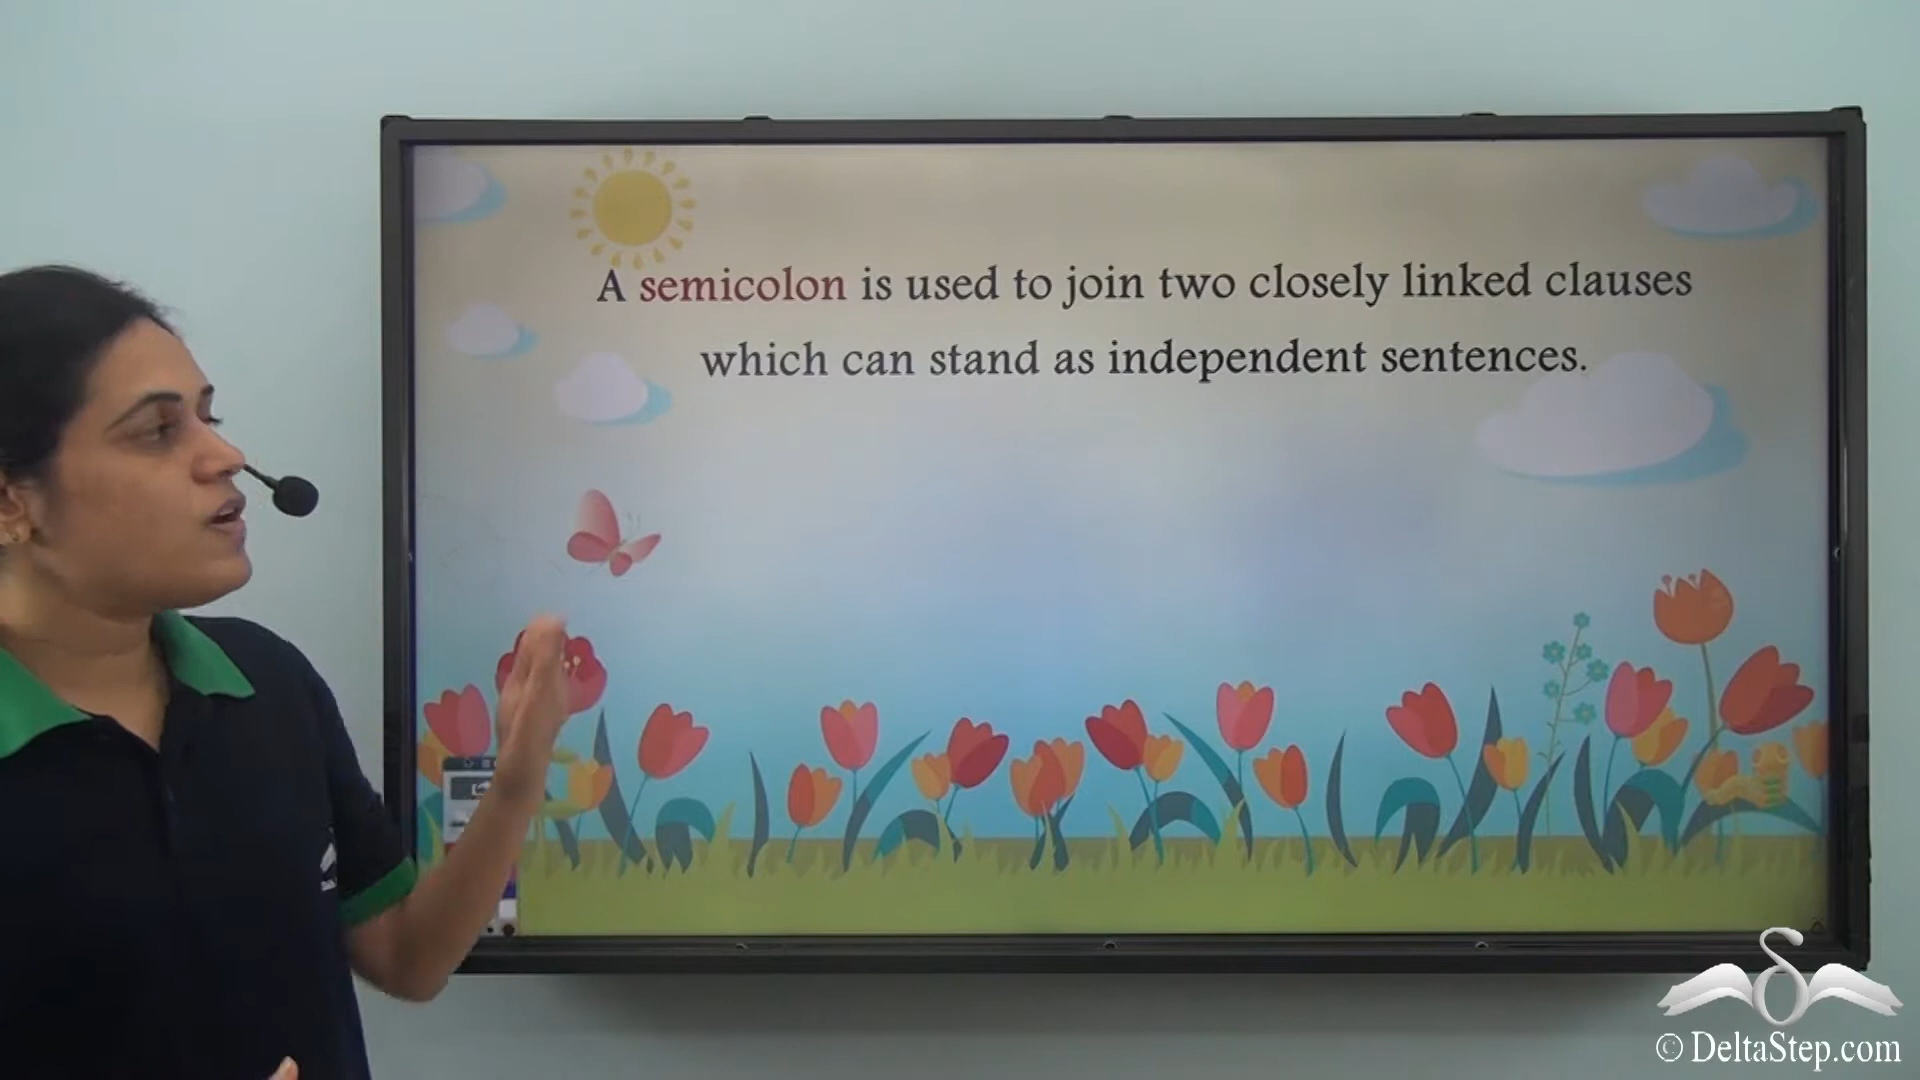 A semicolon is used to join two closely linked clauses
which can stand as independent sentences.
© DeltaStep.com